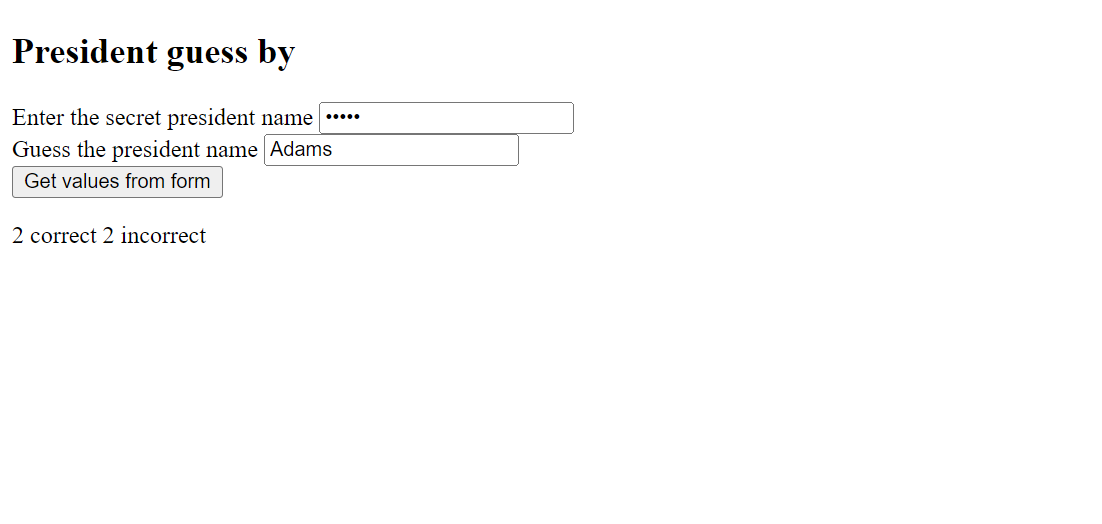 President guess by
Enter the secret president name •••••
Guess the president name Adams
Get values from form
2 correct 2 incorrect